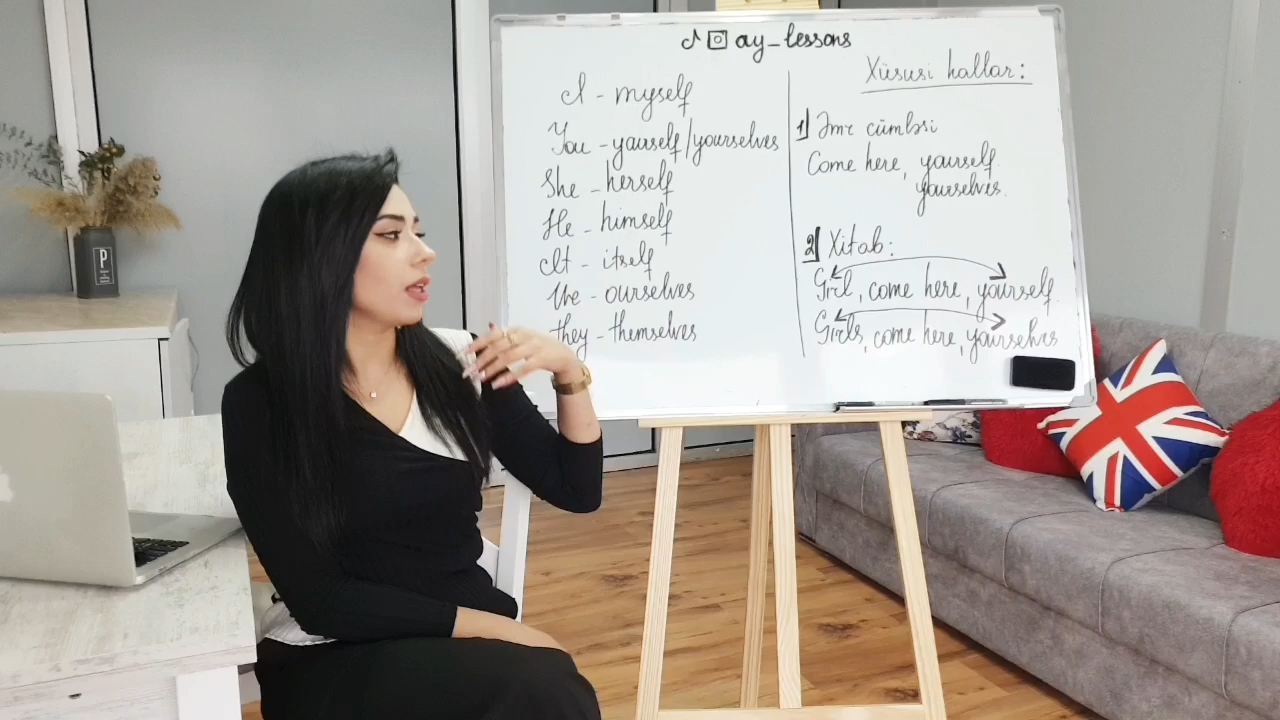 ay_lessons
I - myself
You - yourself/yourselves
She - herself
He - himself
It - itself
We - ourselves
they - themselves
Xüsusi hallar:
1) Əmr cümləsi
Come here, yourself.
yourselves.
2) Xitab:
Girl, come here, yourself.
Girls, come here, yourselves
P